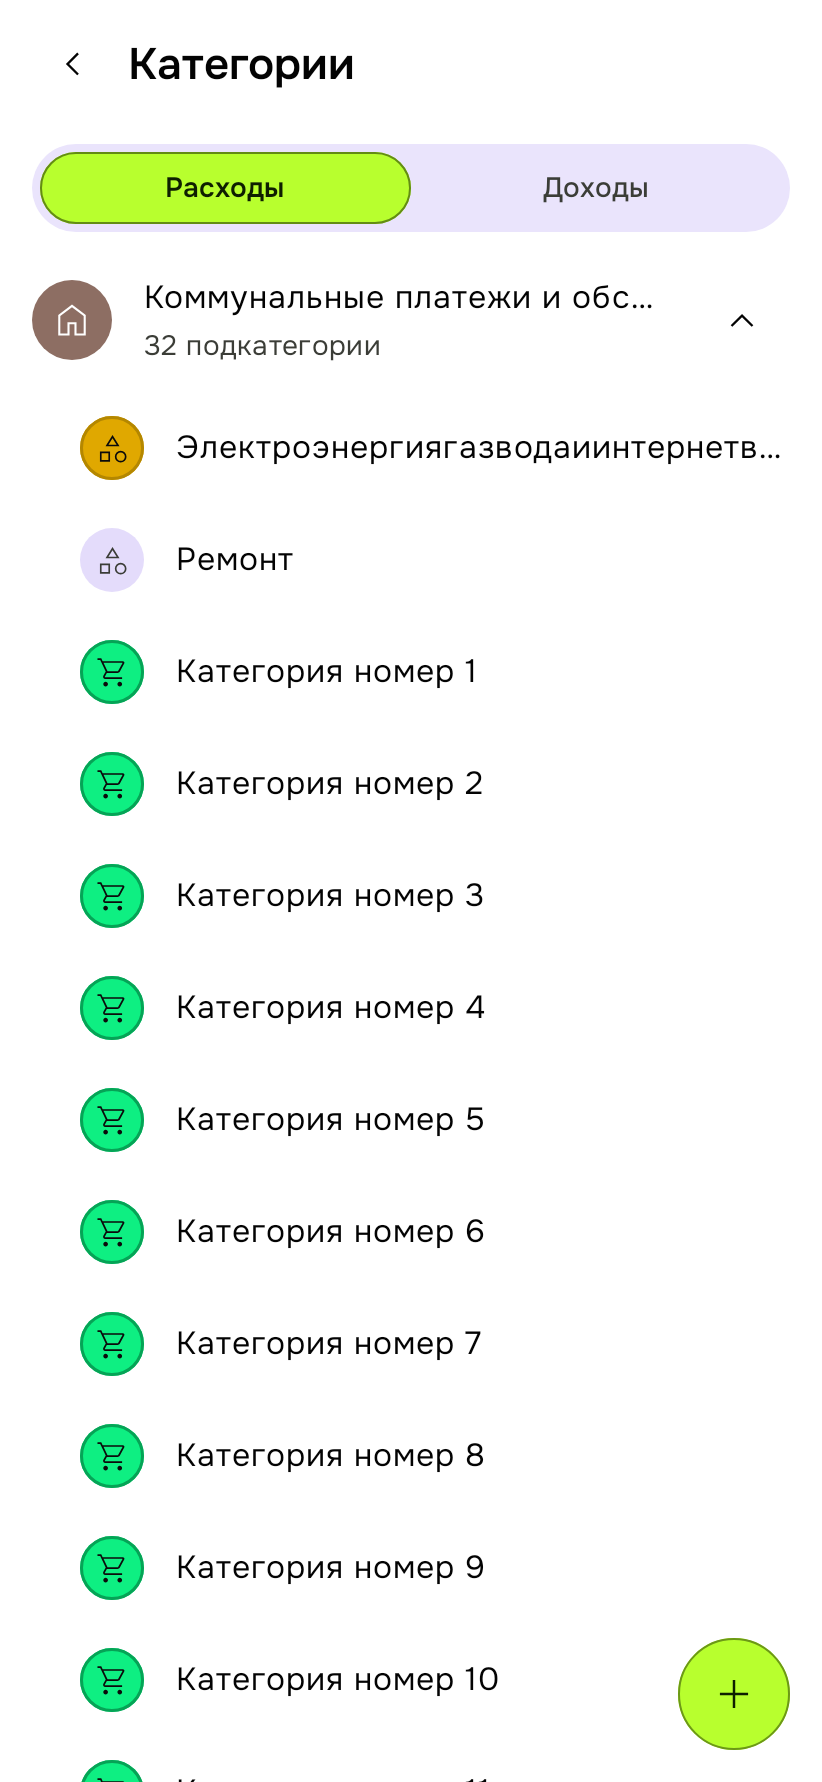 Категории
Расходы
Доходы
Коммунальные платежи и обс...
32 подкатегории
Электроэнергиягазводаиинтернетв...
Ремонт
Категория номер 1
Категория номер 2
Категория номер 3
Категория номер 4
Категория номер 5
Категория номер 6
Категория номер 7
Категория номер 8
Категория номер 9
Категория номер 10